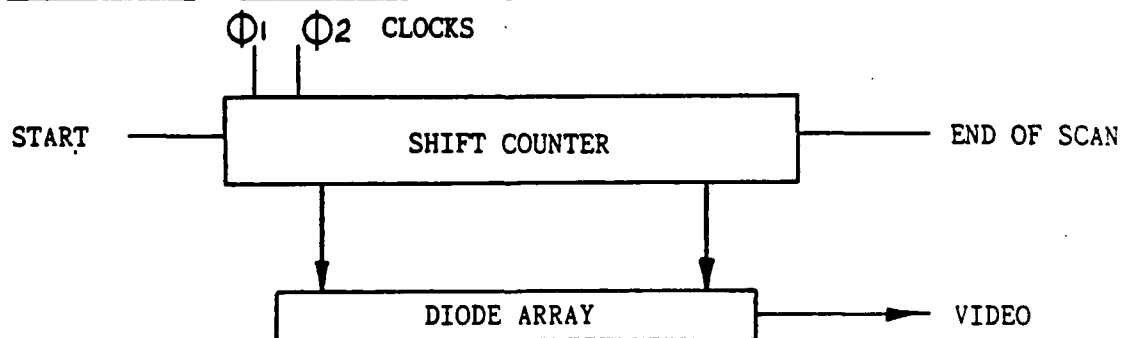 Φ1 Φ2 CLOCKS
START
SHIFT COUNTER
END OF SCAN
DIODE ARRAY
VIDEO